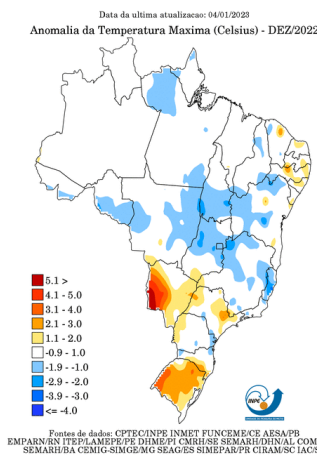 Data da ultima atualizacao: 04/01/2023
Anomalia da Temperatura Maxima (Celsius) - DEZ/2022
5.1 >
4.1 - 5.0
3.1 - 4.0
2.1 - 3.0
1.1 - 2.0
-0.9 - 1.0
-1.9 - -1.0
-2.9 - -2.0
-3.9 - -3.0
<= -4.0
INPE
Fontes de dados: CPTEC/INPE INMET FUNCEME/CE AESA/PB
EMPARN/RN ITEP/LAMEPE/PE DHME/PI CMRH/SE SEMARH/DHN/AL COM
SEMARH/BA CEMIG-SIMGE/MG SEAG/ES SIMEPAR/PR CIRAM/SC IAC/S